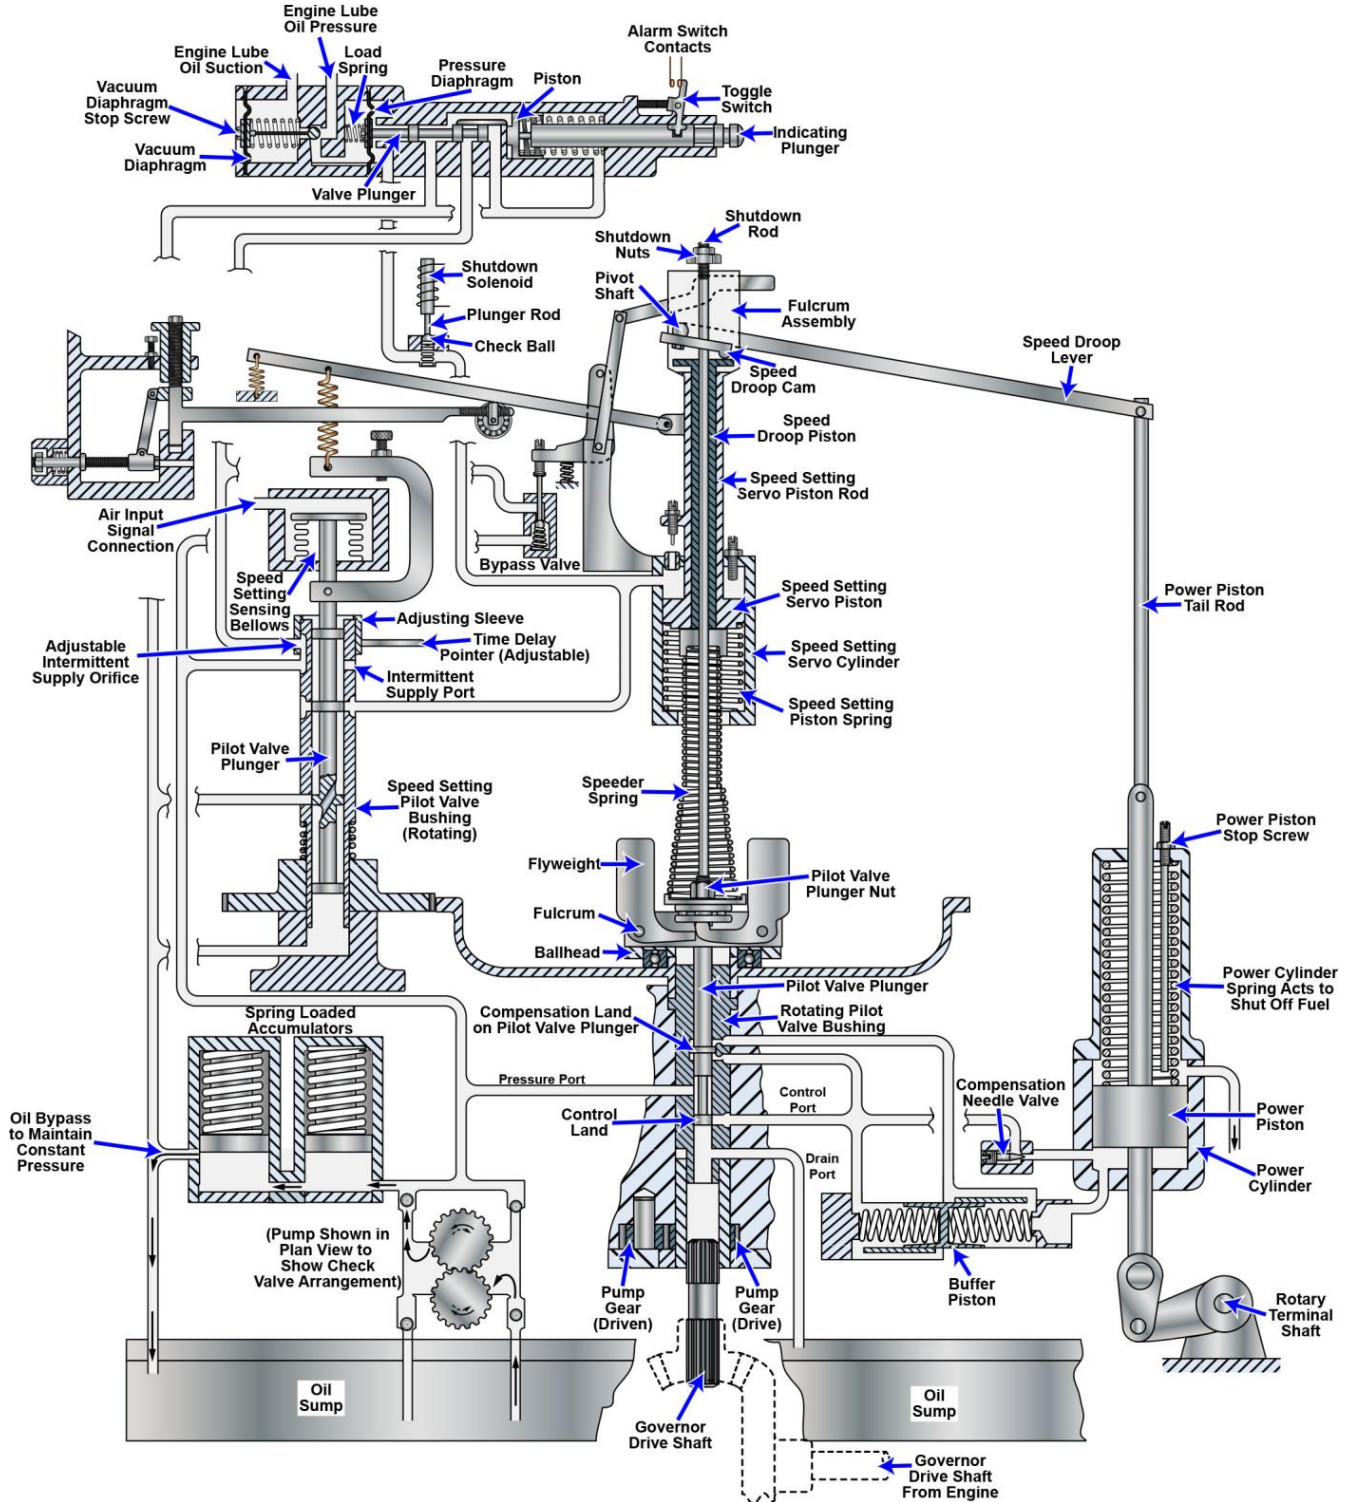 Engine Lube
Oil Pressure
Engine Lube
Oil Suction
Load
Spring
Pressure
Diaphragm
Piston
Alarm Switch
Contacts
Toggle
Switch
Indicating
Plunger
Vacuum
Diaphragm
Stop Screw
Vacuum
Diaphragm
Valve Plunger
Shutdown
Rod
Shutdown
Nuts
Shutdown
Solenoid
Pivot
Shaft
Fulcrum
Assembly
Plunger Rod
Check Ball
Speed Droop
Lever
Speed
Droop Cam
Speed
Droop Piston
Speed Setting
Servo Piston Rod
Air Input
Signal
Connection
Bypass Valve
Speed
Setting
Sensing
Bellows
Speed Setting
Servo Piston
Power Piston
Tail Rod
Adjusting Sleeve
Time Delay
Pointer (Adjustable)
Adjustable
Intermittent
Supply Orifice
Intermittent
Supply Port
Speed Setting
Servo Cylinder
Speed Setting
Piston Spring
Pilot Valve
Plunger
Speed Setting
Pilot Valve
Bushing
(Rotating)
Speeder
Spring
Power Piston
Stop Screw
Flyweight
Pilot Valve
Plunger Nut
Fulcrum
Ballhead
Pilot Valve Plunger
Power Cylinder
Spring Acts to
Shut Off Fuel
Spring Loaded
Accumulators
Compensation Land
on Pilot Valve Plunger
Rotating Pilot
Valve Bushing
Pressure Port
Control
Port
Compensation
Needle Valve
Control
Land
Power
Piston
Oil Bypass
to Maintain
Constant
Pressure
Drain
Port
Power
Cylinder
(Pump Shown in
Plan View to
Show Check
Valve Arrangement)
Pump
Gear
(Driven)
Pump
Gear
(Drive)
Buffer
Piston
Rotary
Terminal
Shaft
Oil
Sump
Oil
Sump
Governor
Drive Shaft
Governor
Drive Shaft
From Engine